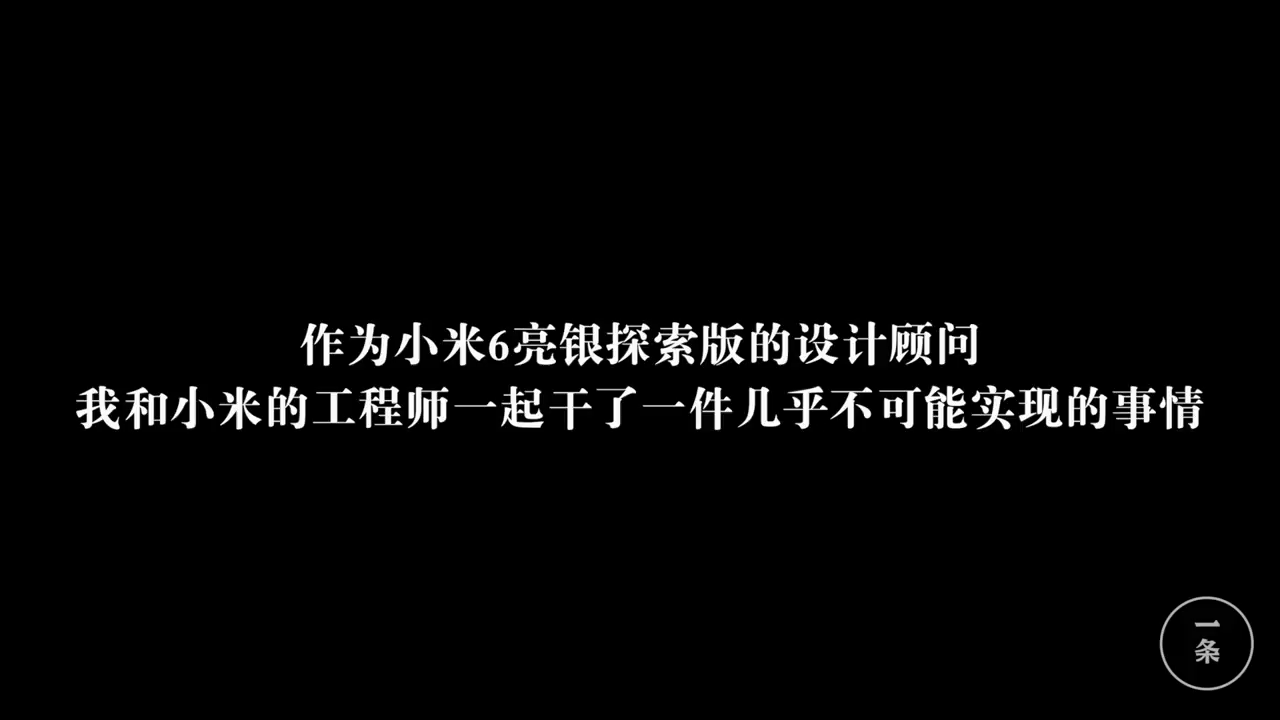 作为小米6亮银探索版的设计顾问
我和小米的工程师一起干了一件几乎不可能实现的事情
一条